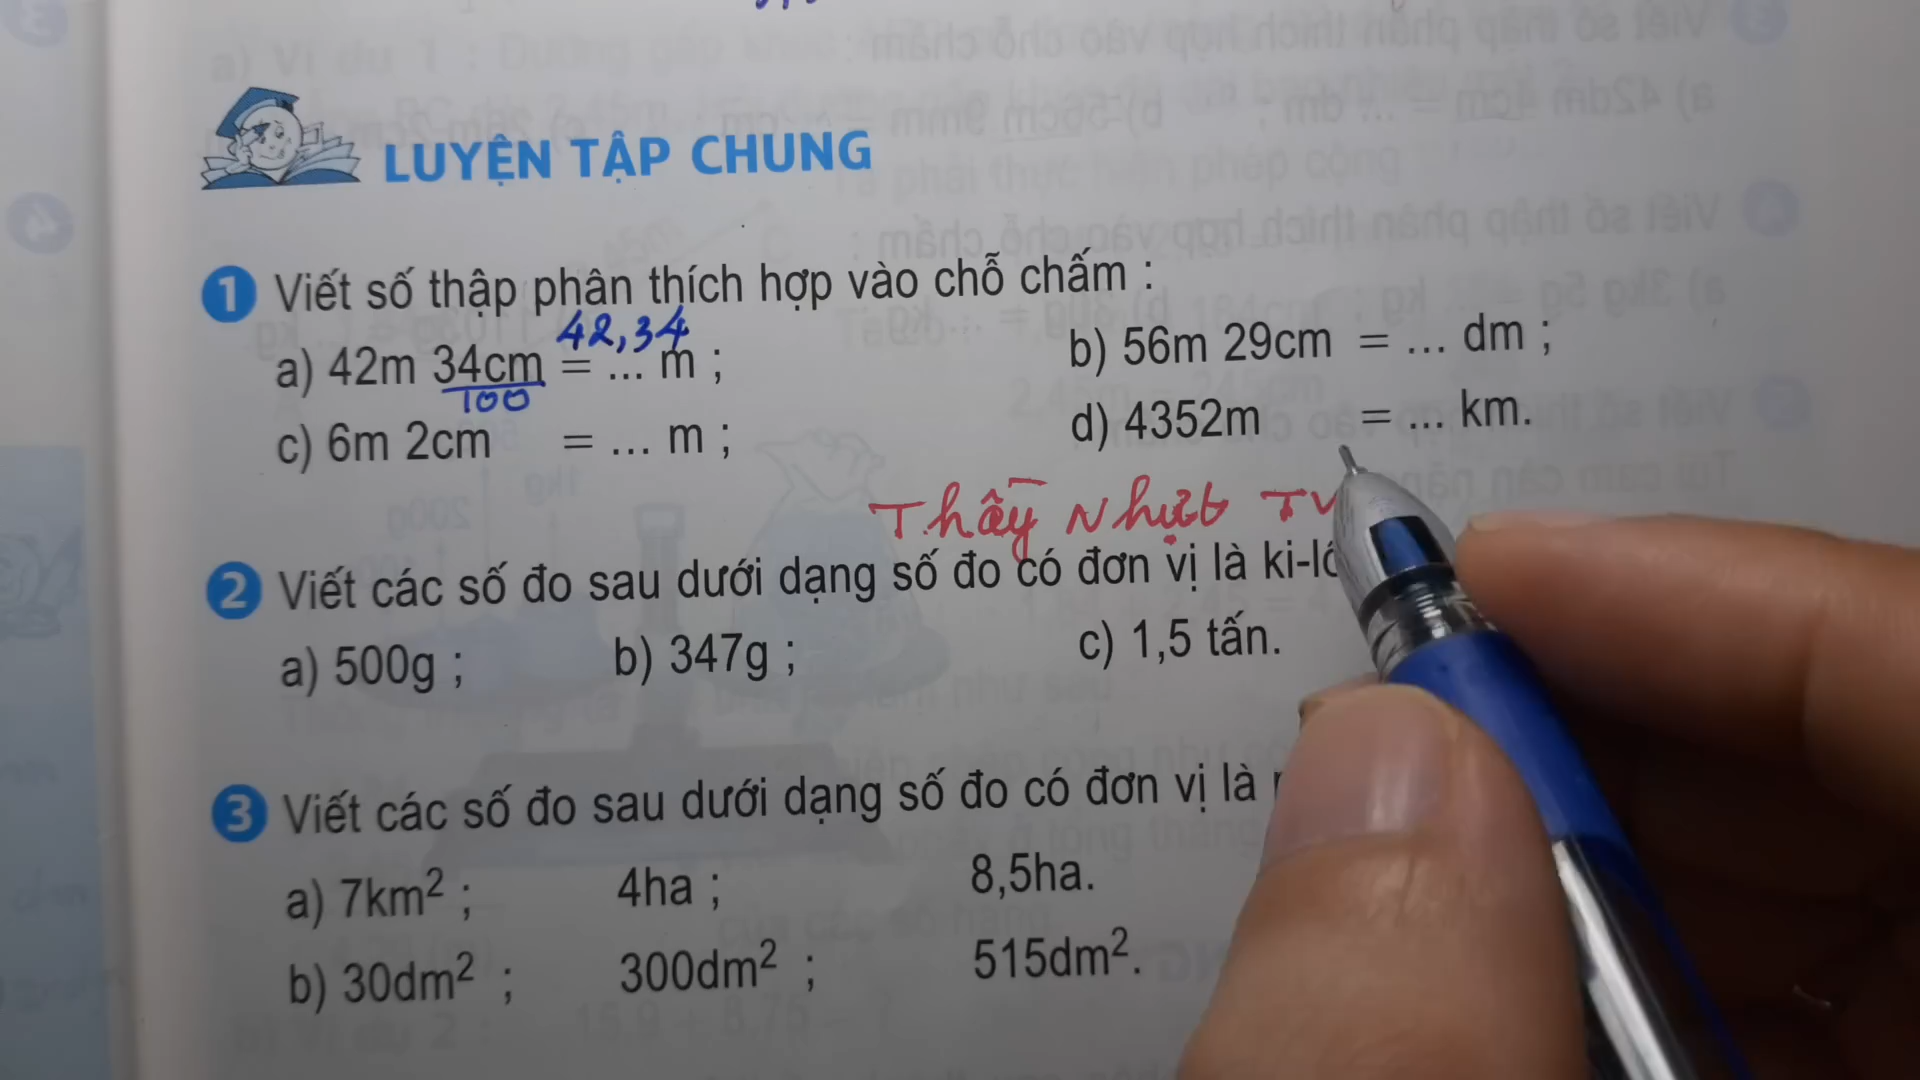 LUYỆN TẬP CHUNG
1 Viết số thập phân thích hợp vào chỗ chấm :
42,34
a) 42m 34cm = ... m ;
100
b) 56m 29cm = ... dm ;
c) 6m 2cm = ... m ;
d) 4352m = ... km.
Thầy Nhựt TV
2 Viết các số đo sau dưới dạng số đo có đơn vị là
a) 500g ; b) 347g ; c) 1,5 tấn.
3 Viết các số đo sau dưới dạng số đo có đơn vị là
a) 7km² ; 4ha ; 8,5ha.
b) 30dm² ; 300dm² ; 515dm².